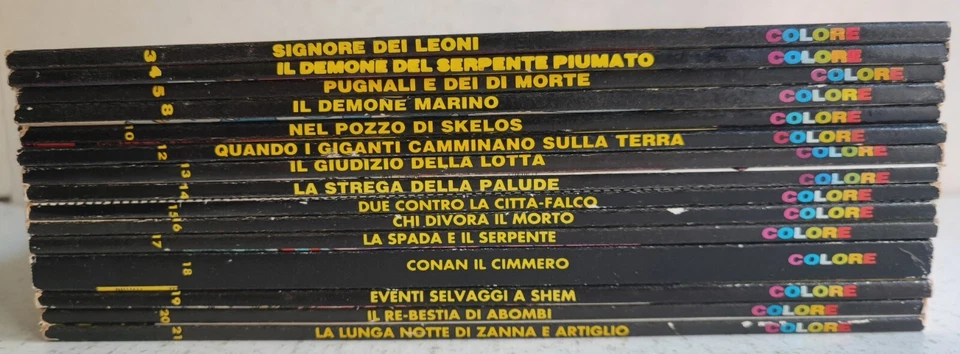 3 SIGNORE DEI LEONI COLORE
4 IL DEMONE DEL SERPENTE PIUMATO COLORE
5 PUGNALI E DEI DI MORTE COLORE
8 IL DEMONE MARINO COLORE
10 NEL POZZO DI SKELOS COLORE
12 QUANDO I GIGANTI CAMMINANO SULLA TERRA COLORE
13 IL GIUDIZIO DELLA LOTTA COLORE
14 LA STREGA DELLA PALUDE COLORE
15 DUE CONTRO LA CITTÀ-FALCO COLORE
16 CHI DIVORA IL MORTO COLORE
17 LA SPADA E IL SERPENTE COLORE
18 CONAN IL CIMMERO COLORE
19 EVENTI SELVAGGI A SHEM COLORE
20 IL RE-BESTIA DI ABOMBI COLORE
21 LA LUNGA NOTTE DI ZANNA E ARTIGLIO COLORE